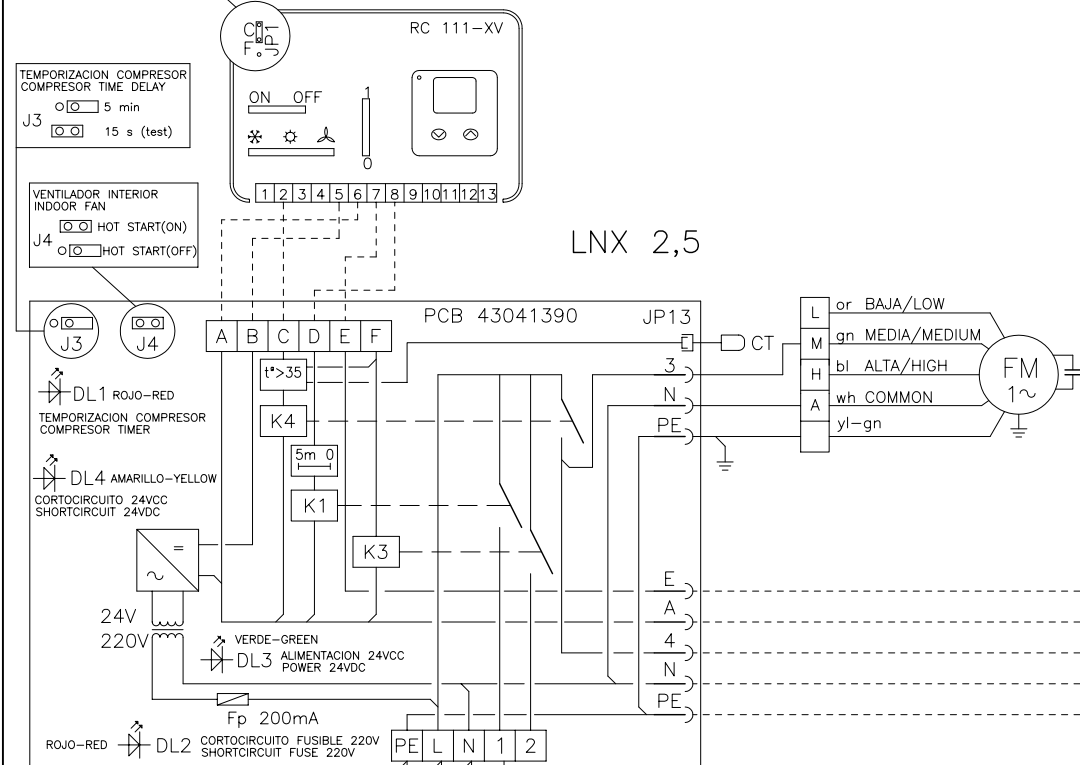 C
F
JP1
RC 111-XV
ON OFF
1
0
1 2 3 4 5 6 7 8 9 10 11 12 13
TEMPORIZACION COMPRESOR
COMPRESOR TIME DELAY
J3
5 min
15 s (test)
VENTILADOR INTERIOR
INDOOR FAN
J4
HOT START(ON)
HOT START(OFF)
LNX 2,5
PCB 43041390
JP13
J3
J4
A B C D E F
CT
L or BAJA/LOW
M gn MEDIA/MEDIUM
H bl ALTA/HIGH
A wh COMMON
yl-gn
FM
1~
3
N
PE
tª>35
K4
5m 0
K1
K3
DL1 ROJO-RED
TEMPORIZACION COMPRESOR
COMPRESOR TIMER
DL4 AMARILLO-YELLOW
CORTOCIRCUITO 24VCC
SHORTCIRCUIT 24VDC
=
~
24V
220V
VERDE-GREEN
DL3 ALIMENTACION 24VCC
POWER 24VDC
E
A
4
N
PE
Fp 200mA
ROJO-RED DL2 CORTOCIRCUITO FUSIBLE 220V
SHORTCIRCUIT FUSE 220V
PE L N 1 2